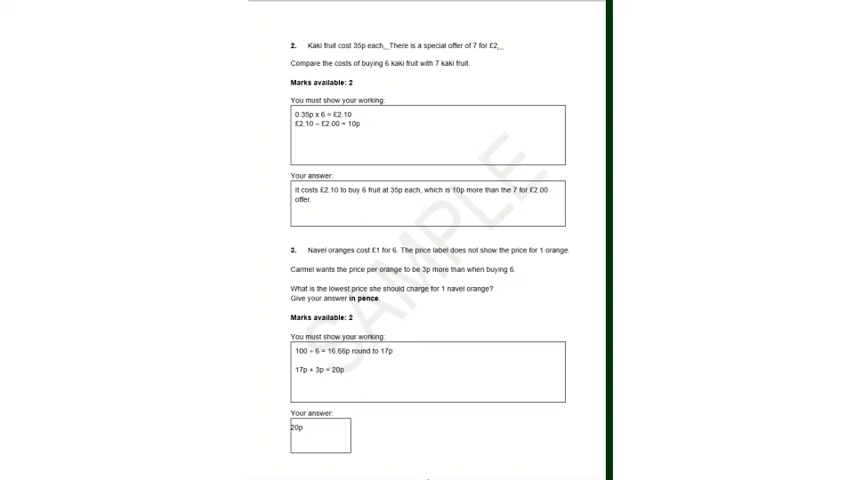 2. Kaki fruit cost 35p each. There is a special offer of 7 for £2.
Compare the costs of buying 6 kaki fruit with 7 kaki fruit.
Marks available: 2
You must show your working:
0.35p x 6 = £2.10
£2.10 – £2.00 = 10p
Your answer:
It costs £2.10 to buy 6 fruit at 35p each, which is 10p more than the 7 for £2.00
offer.
3. Navel oranges cost £1 for 6. The price label does not show the price for 1 orange.
Carmel wants the price per orange to be 3p more than when buying 6.
What is the lowest price she should charge for 1 navel orange?
Give your answer in pence.
Marks available: 2
You must show your working:
100 ÷ 6 = 16.66p round to 17p
17p + 3p = 20p
Your answer:
20p
SAMPLE